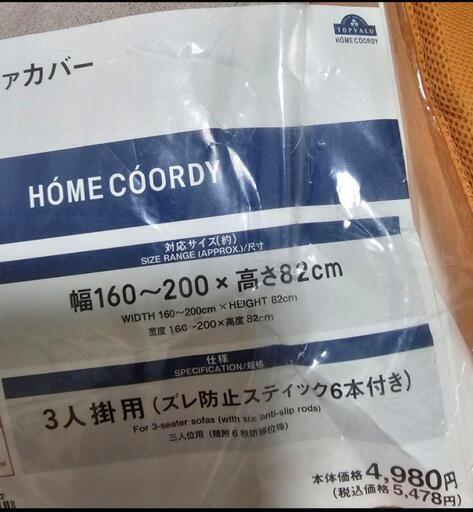 TOPVALU
HOME COORDY
ァカバー
HÓME CÓORDY
対応サイズ(約)
SIZE RANGE (APPROX.)/尺寸
幅160～200×高さ82cm
WIDTH 160～200cm × HEIGHT 82cm
宽度 160～200×高度 82cm
仕様
SPECIFICATION/规格
3人掛用(ズレ防止スティック6本付き)
For 3-seater sofas (with six anti-slip rods)
三人位用(随附 6 根防移位棒)
本体価格4,980円
(税込価格5,478円)